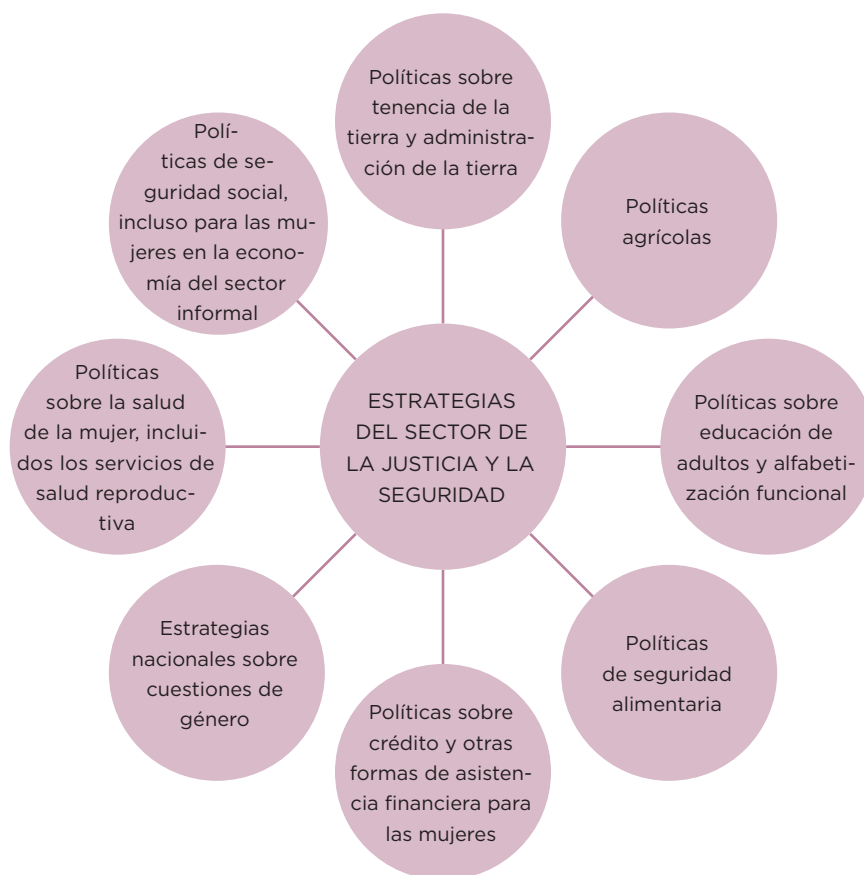 Políticas sobre
tenencia de la
tierra y administra-
ción de la tierra
Políticas
agrícolas
Políticas sobre
educación de
adultos y alfabeti-
zación funcional
Políticas
de seguridad
alimentaria
Políticas sobre
crédito y otras
formas de asisten-
cia financiera para
las mujeres
Estrategias
nacionales sobre
cuestiones de
género
Políticas
sobre la salud
de la mujer, inclui-
dos los servicios de
salud reproduc-
tiva
Polí-
ticas de se-
guridad social,
incluso para las mu-
jeres en la econo-
mía del sector
informal
ESTRATEGIAS
DEL SECTOR DE
LA JUSTICIA Y LA
SEGURIDAD